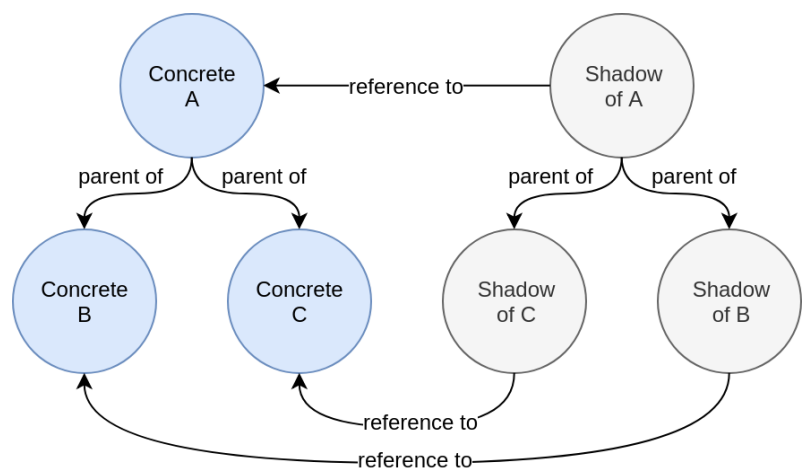 Concrete
A
reference to
Shadow
of A
parent of
parent of
parent of
parent of
Concrete
B
Concrete
C
Shadow
of C
Shadow
of B
reference to
reference to